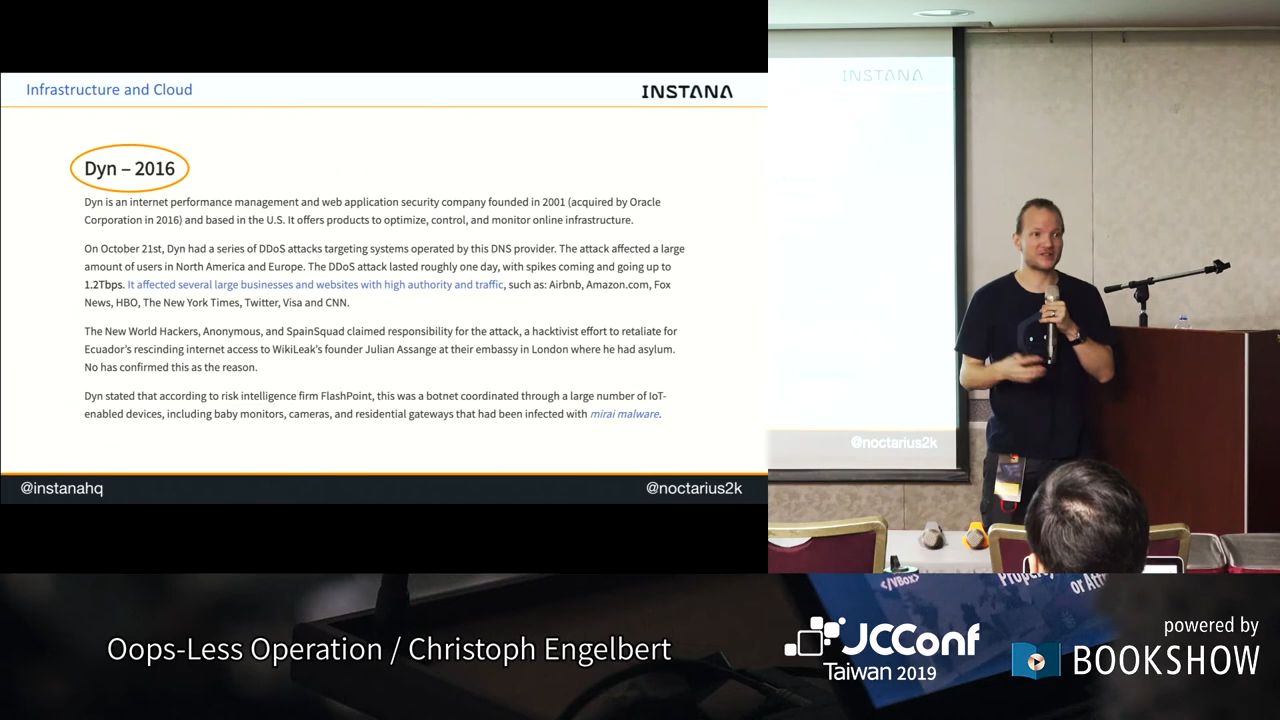 Infrastructure and Cloud
INSTANA
Dyn – 2016
Dyn is an internet performance management and web application security company founded in 2001 (acquired by Oracle
Corporation in 2016) and based in the U.S. It offers products to optimize, control, and monitor online infrastructure.
On October 21st, Dyn had a series of DDoS attacks targeting systems operated by this DNS provider. The attack affected a large
amount of users in North America and Europe. The DDoS attack lasted roughly one day, with spikes coming and going up to
1.2Tbps. It affected several large businesses and websites with high authority and traffic, such as: Airbnb, Amazon.com, Fox
News, HBO, The New York Times, Twitter, Visa and CNN.
The New World Hackers, Anonymous, and SpainSquad claimed responsibility for the attack, a hacktivist effort to retaliate for
Ecuador's rescinding internet access to WikiLeak's founder Julian Assange at their embassy in London where he had asylum.
No has confirmed this as the reason.
Dyn stated that according to risk intelligence firm FlashPoint, this was a botnet coordinated through a large number of IoT-
enabled devices, including baby monitors, cameras, and residential gateways that had been infected with mirai malware.
@instanahq
@noctarius2k
INSTANA
@noctarius2k
</VBox>
Oops-Less Operation / Christoph Engelbert
JCConf
Taiwan 2019
powered by
BOOKSHOW